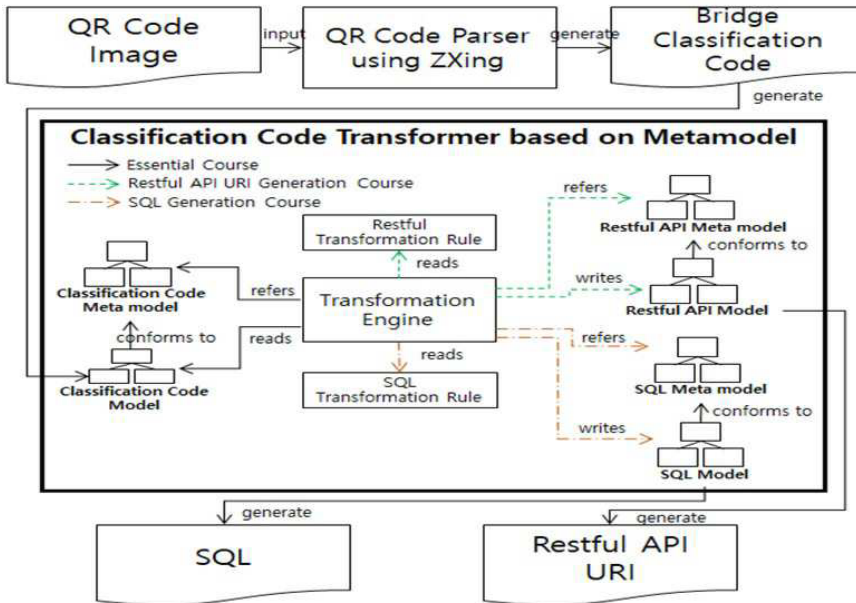 QR Code
Image
input
QR Code Parser
using ZXing
generate
Bridge
Classification
Code
generate
Classification Code Transformer based on Metamodel
Essential Course
Restful API URI Generation Course
SQL Generation Course
Restful
Transformation Rule
reads
refers
Restful API Meta model
conforms to
Classification Code
Meta model
refers
Transformation
Engine
writes
Restful API Model
conforms to
reads
reads
refers
Classification Code
Model
SQL
Transformation Rule
SQL Meta model
conforms to
writes
SQL Model
generate
generate
SQL
Restful API
URI